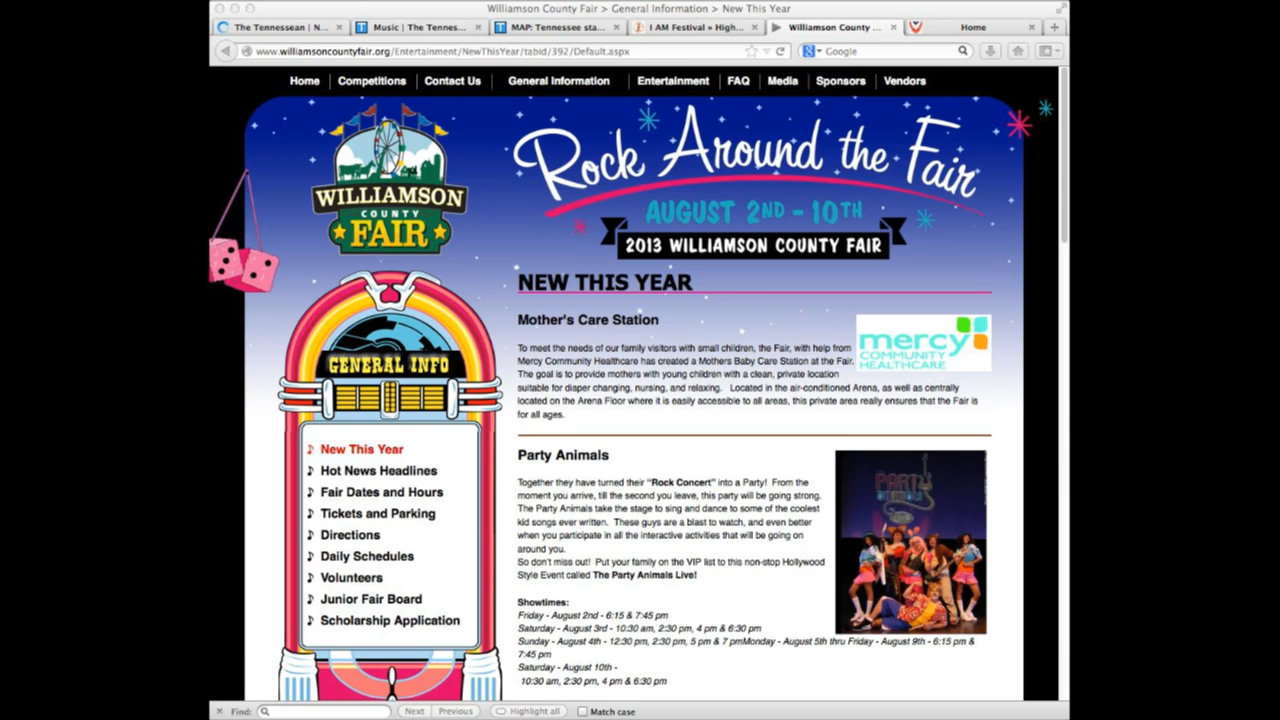 Williamson County Fair > General Information > New This Year
The Tennessean | N...
Music | The Tennes...
MAP: Tennessee sta...
I AM Festival » High...
Williamson County ...
Home
www.williamsoncountyfair.org/Entertainment/NewThisYear/tabid/392/Default.aspx
Google
Home
Competitions
Contact Us
General Information
Entertainment
FAQ
Media
Sponsors
Vendors
WILLIAMSON
COUNTY
FAIR
Rock Around the Fair
AUGUST 2ND - 10TH
2013 WILLIAMSON COUNTY FAIR
GENERAL INFO
New This Year
Hot News Headlines
Fair Dates and Hours
Tickets and Parking
Directions
Daily Schedules
Volunteers
Junior Fair Board
Scholarship Application
NEW THIS YEAR
Mother's Care Station
To meet the needs of our family visitors with small children, the Fair, with help from
Mercy Community Healthcare has created a Mothers Baby Care Station at the Fair.
The goal is to provide mothers with young children with a clean, private location
suitable for diaper changing, nursing, and relaxing. Located in the air-conditioned Arena, as well as centrally
located on the Arena Floor where it is easily accessible to all areas, this private area really ensures that the Fair is
for all ages.
mercy
COMMUNITY
HEALTHCARE
Party Animals
Together they have turned their "Rock Concert" into a Party! From the
moment you arrive, till the second you leave, this party will be going strong.
The Party Animals take the stage to sing and dance to some of the coolest
kid songs ever written. These guys are a blast to watch, and even better
when you participate in all the interactive activities that will be going on
around you.
So don't miss out! Put your family on the VIP list to this non-stop Hollywood
Style Event called The Party Animals Live!
PARTY
ANIMALS
Showtimes:
Friday - August 2nd - 6:15 & 7:45 pm
Saturday - August 3rd - 10:30 am, 2:30 pm, 4 pm & 6:30 pm
Sunday - August 4th - 12:30 pm, 2:30 pm, 5 pm & 7 pmMonday - August 5th thru Friday - August 9th - 6:15 pm &
7:45 pm
Saturday - August 10th -
10:30 am, 2:30 pm, 4 pm & 6:30 pm
Find:
Next
Previous
Highlight all
Match case